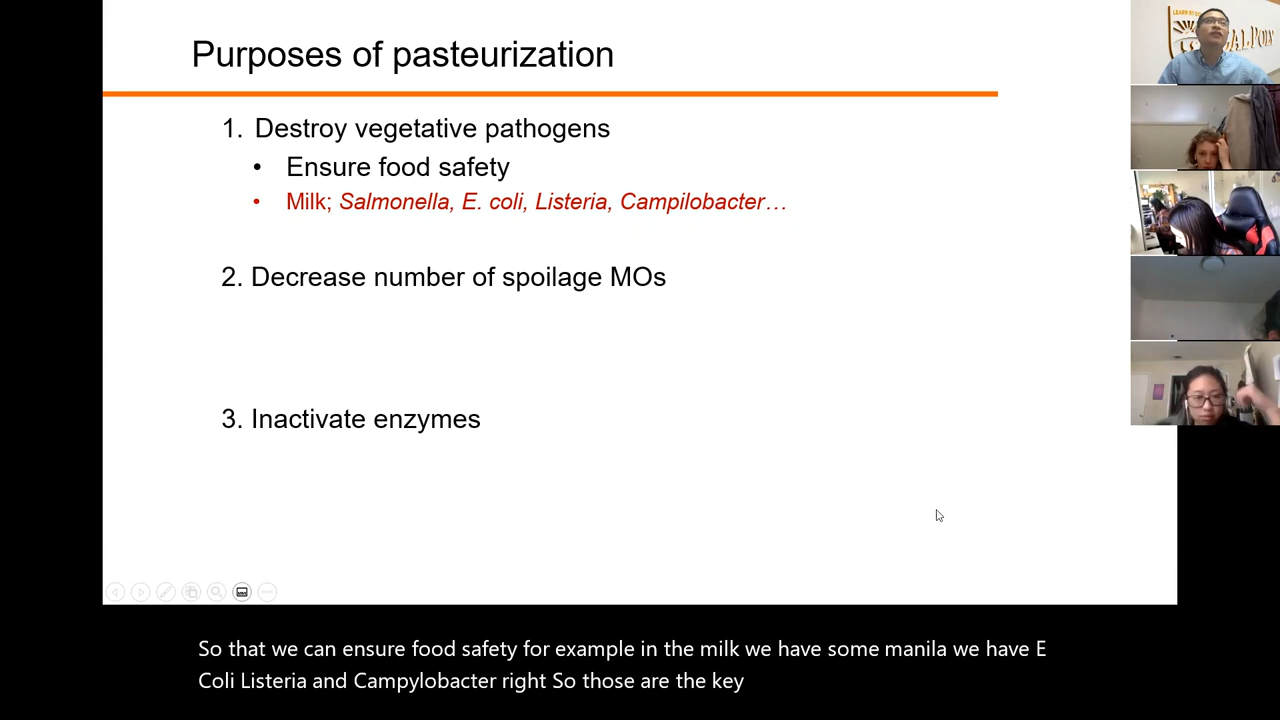 Purposes of pasteurization
1. Destroy vegetative pathogens
• Ensure food safety
• Milk; Salmonella, E. coli, Listeria, Campilobacter…
2. Decrease number of spoilage MOs
3. Inactivate enzymes
So that we can ensure food safety for example in the milk we have some manila we have E
Coli Listeria and Campylobacter right So those are the key